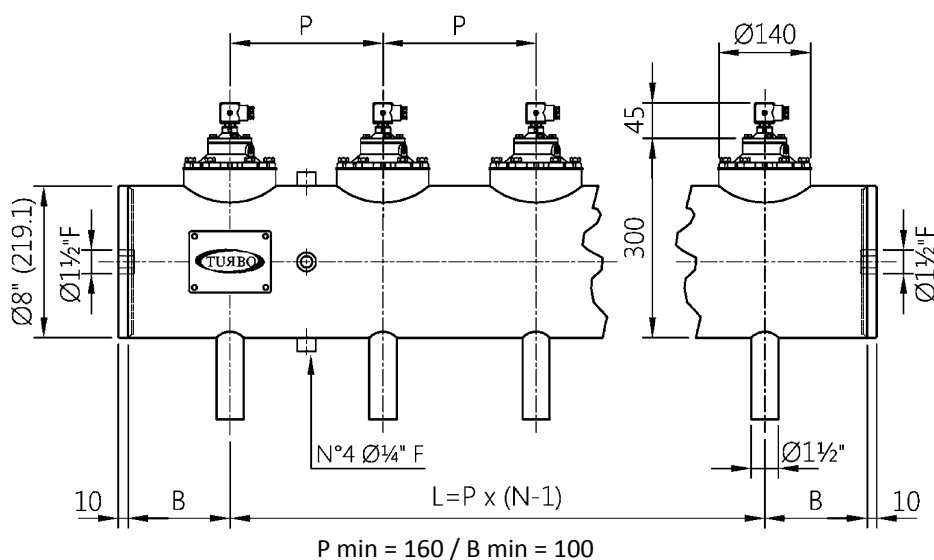 P
P
Ø140
45
300
Ø8" (219.1)
Ø1½"F
TURBO
Ø1½"F
N°4 Ø¼" F
Ø1½"
10
B
L=P x (N-1)
B
10
P min = 160 / B min = 100